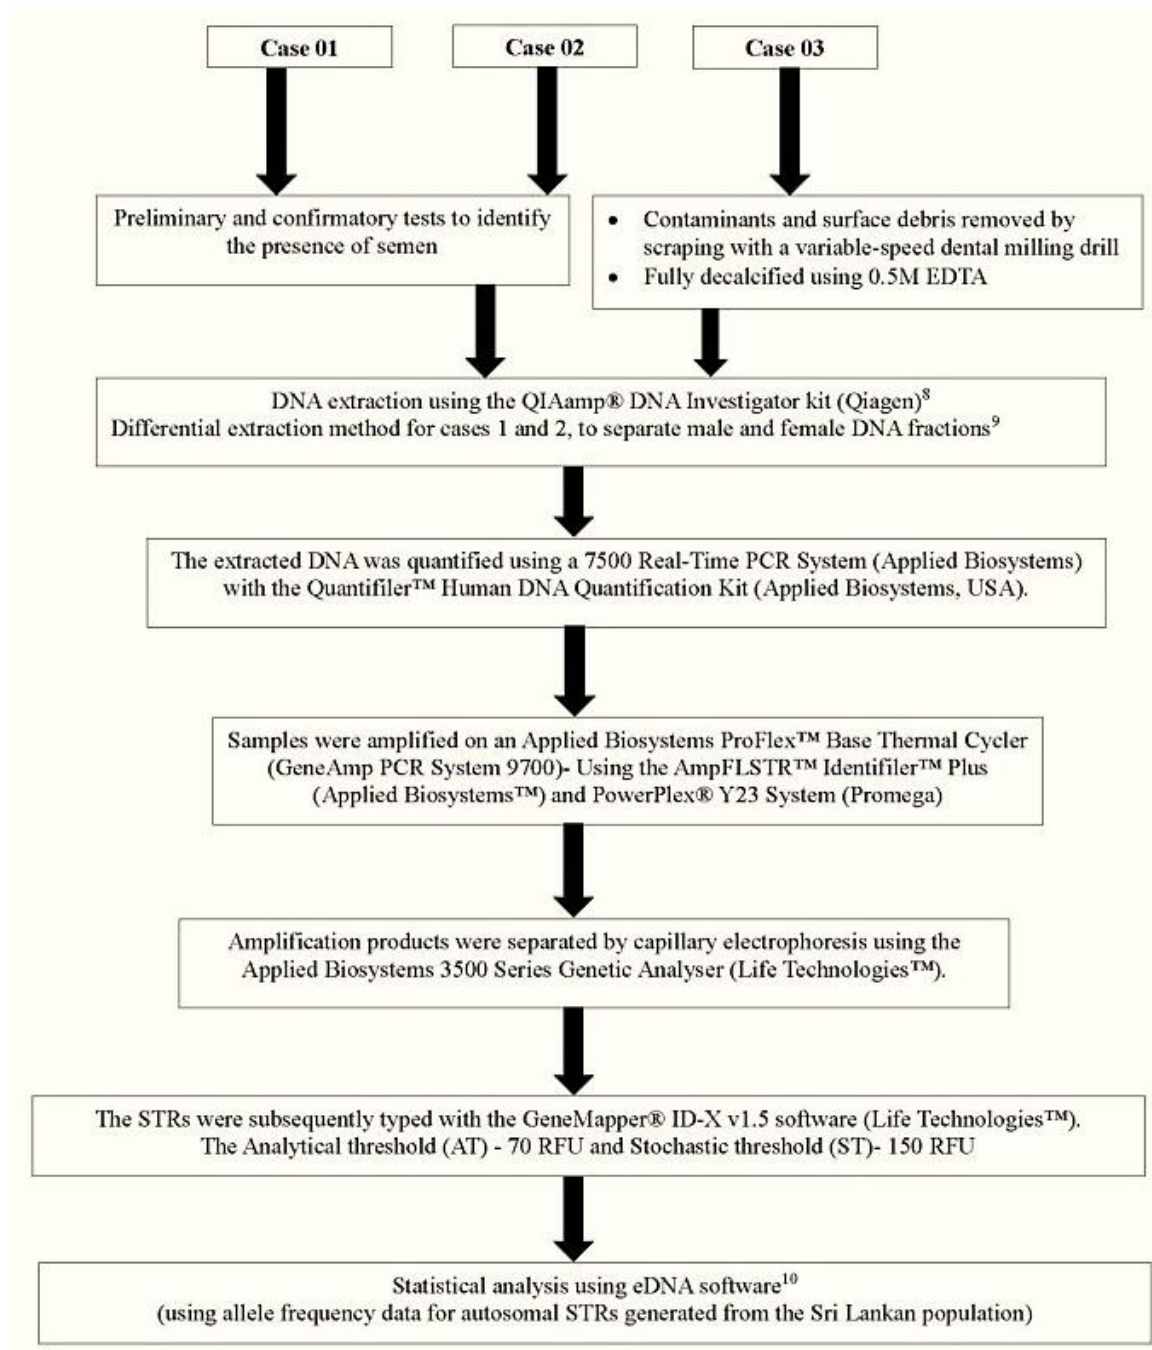 Case 01
Case 02
Case 03
Preliminary and confirmatory tests to identify
the presence of semen
• Contaminants and surface debris removed by
scraping with a variable-speed dental milling drill
• Fully decalcified using 0.5M EDTA
DNA extraction using the QIAamp® DNA Investigator kit (Qiagen)⁸
Differential extraction method for cases 1 and 2, to separate male and female DNA fractions⁹
The extracted DNA was quantified using a 7500 Real-Time PCR System (Applied Biosystems)
with the Quantifiler™ Human DNA Quantification Kit (Applied Biosystems, USA).
Samples were amplified on an Applied Biosystems ProFlex™ Base Thermal Cycler
(GeneAmp PCR System 9700)- Using the AmpFLSTR™ Identifiler™ Plus
(Applied Biosystems™) and PowerPlex® Y23 System (Promega)
Amplification products were separated by capillary electrophoresis using the
Applied Biosystems 3500 Series Genetic Analyser (Life Technologies™).
The STRs were subsequently typed with the GeneMapper® ID-X v1.5 software (Life Technologies™).
The Analytical threshold (AT) - 70 RFU and Stochastic threshold (ST)- 150 RFU
Statistical analysis using eDNA software¹⁰
(using allele frequency data for autosomal STRs generated from the Sri Lankan population)